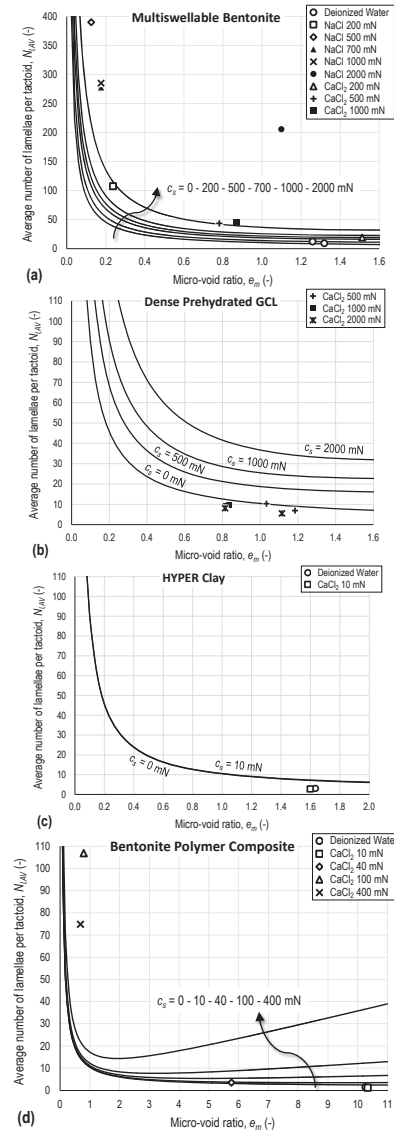 Multiswellable Bentonite
Deionized Water
NaCl 200 mN
NaCl 500 mN
NaCl 700 mN
NaCl 1000 mN
NaCl 2000 mN
CaCl2 200 mN
CaCl2 500 mN
CaCl2 1000 mN
Average number of lamellae per tactoid, Nl,AV (-)
400
350
300
250
200
150
100
50
0
cs = 0 - 200 - 500 - 700 - 1000 - 2000 mN
0.0 0.2 0.4 0.6 0.8 1.0 1.2 1.4 1.6
(a)
Micro-void ratio, em (-)
Dense Prehydrated GCL
CaCl2 500 mN
CaCl2 1000 mN
CaCl2 2000 mN
Average number of lamellae per tactoid, Nl,AV (-)
110
100
90
80
70
60
50
40
30
20
10
0
cs = 2000 mN
cs = 1000 mN
cs = 500 mN
cs = 0 mN
0.0 0.2 0.4 0.6 0.8 1.0 1.2 1.4 1.6
(b)
Micro-void ratio, em (-)
HYPER Clay
Deionized Water
CaCl2 10 mN
Average number of lamellae per tactoid, Nl,AV (-)
110
100
90
80
70
60
50
40
30
20
10
0
cs = 0 mN
cs = 10 mN
0.0 0.2 0.4 0.6 0.8 1.0 1.2 1.4 1.6 1.8 2.0
(c)
Micro-void ratio, em (-)
Bentonite Polymer Composite
Deionized Water
CaCl2 10 mN
CaCl2 40 mN
CaCl2 100 mN
CaCl2 400 mN
Average number of lamellae per tactoid, Nl,AV (-)
110
100
90
80
70
60
50
40
30
20
10
0
cs = 0 - 10 - 40 - 100 - 400 mN
0 1 2 3 4 5 6 7 8 9 10 11
(d)
Micro-void ratio, em (-)